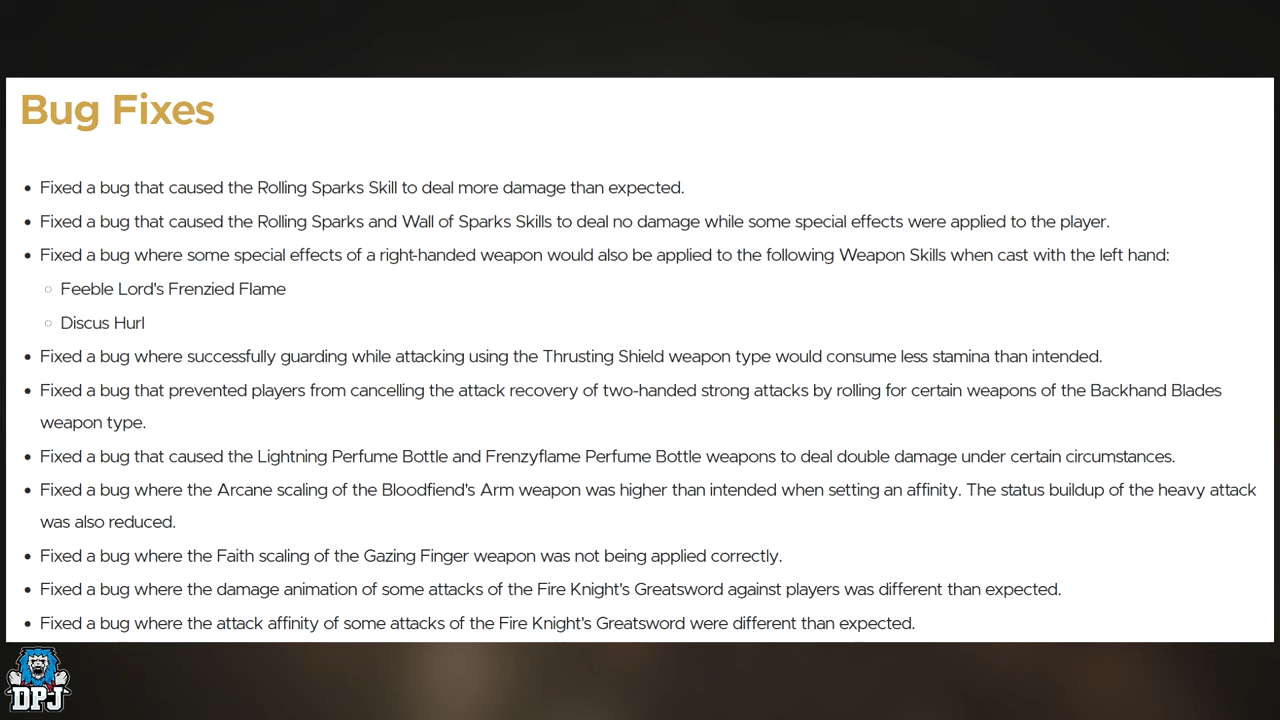 Bug Fixes
• Fixed a bug that caused the Rolling Sparks Skill to deal more damage than expected.
• Fixed a bug that caused the Rolling Sparks and Wall of Sparks Skills to deal no damage while some special effects were applied to the player.
• Fixed a bug where some special effects of a right-handed weapon would also be applied to the following Weapon Skills when cast with the left hand:
○ Feeble Lord's Frenzied Flame
○ Discus Hurl
• Fixed a bug where successfully guarding while attacking using the Thrusting Shield weapon type would consume less stamina than intended.
• Fixed a bug that prevented players from cancelling the attack recovery of two-handed strong attacks by rolling for certain weapons of the Backhand Blades
weapon type.
• Fixed a bug that caused the Lightning Perfume Bottle and Frenzyflame Perfume Bottle weapons to deal double damage under certain circumstances.
• Fixed a bug where the Arcane scaling of the Bloodfiend's Arm weapon was higher than intended when setting an affinity. The status buildup of the heavy attack
was also reduced.
• Fixed a bug where the Faith scaling of the Gazing Finger weapon was not being applied correctly.
• Fixed a bug where the damage animation of some attacks of the Fire Knight's Greatsword against players was different than expected.
• Fixed a bug where the attack affinity of some attacks of the Fire Knight's Greatsword were different than expected.
DPJ